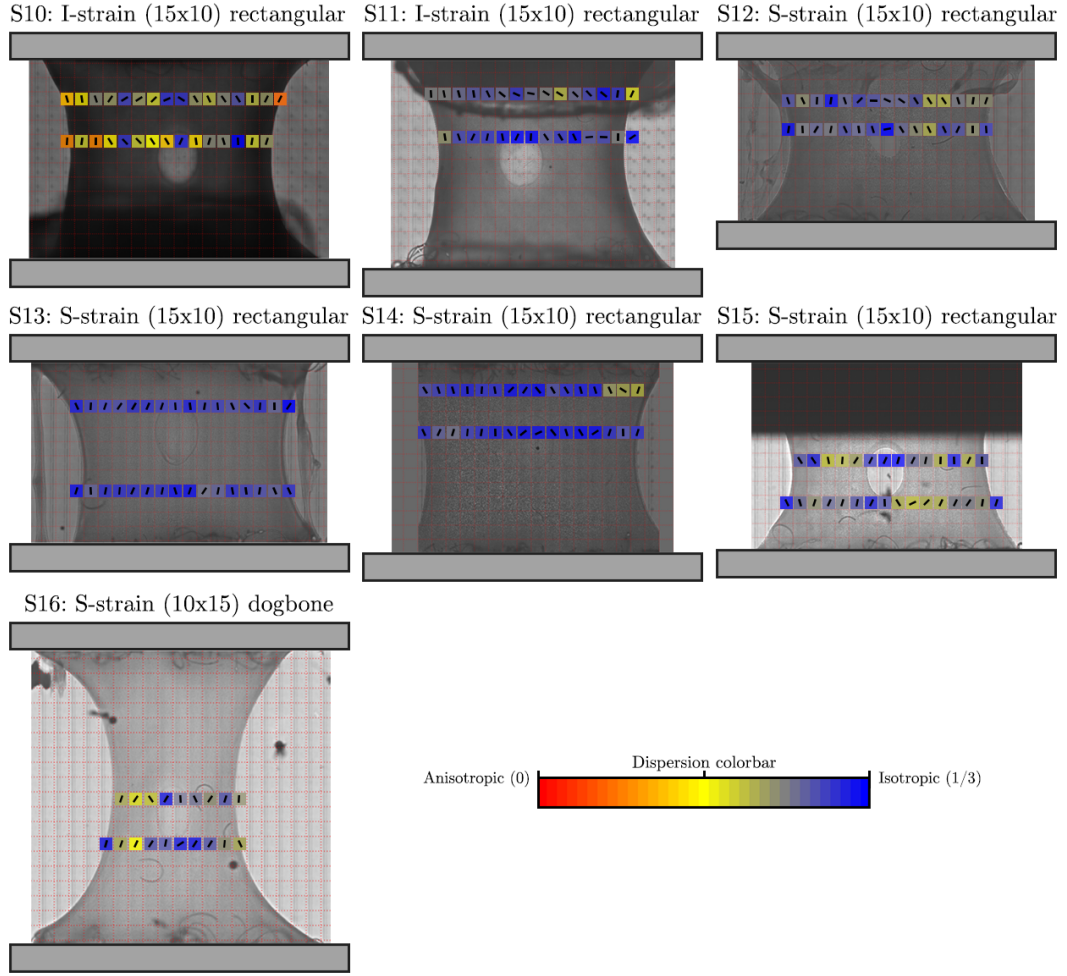 S10: I-strain (15x10) rectangular
S11: I-strain (15x10) rectangular
S12: S-strain (15x10) rectangular
S13: S-strain (15x10) rectangular
S14: S-strain (15x10) rectangular
S15: S-strain (15x10) rectangular
S16: S-strain (10x15) dogbone
Dispersion colorbar
Anisotropic (0)
Isotropic (1/3)